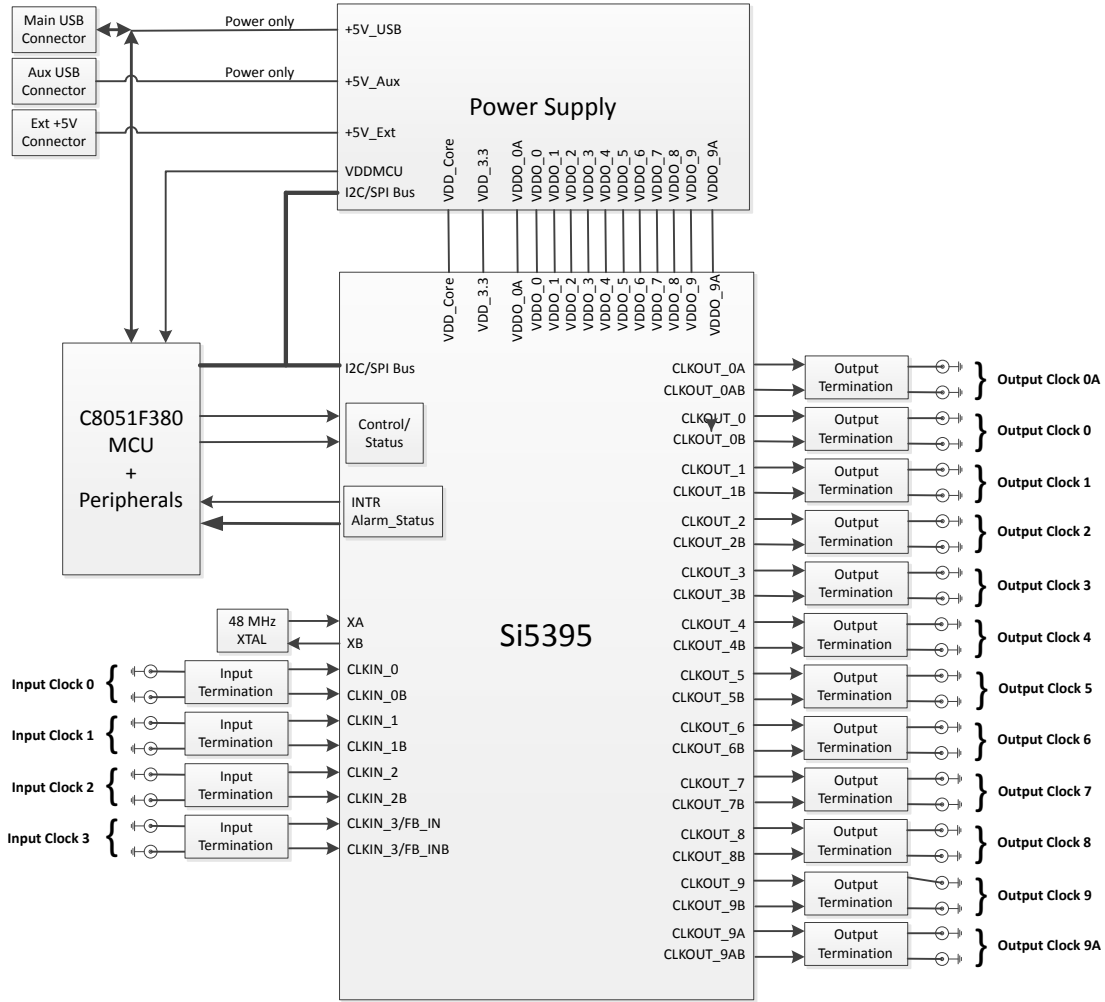 Main USB
Connector
Power only
+5V_USB
Aux USB
Connector
Power only
+5V_Aux
Power Supply
Ext +5V
Connector
+5V_Ext
VDDMCU
I2C/SPI Bus
VDD_Core
VDD_3.3
VDDO_0A
VDDO_0
VDDO_1
VDDO_2
VDDO_3
VDDO_4
VDDO_5
VDDO_6
VDDO_7
VDDO_8
VDDO_9
VDDO_9A
VDD_Core
VDD_3.3
VDDO_0A
VDDO_0
VDDO_1
VDDO_2
VDDO_3
VDDO_4
VDDO_5
VDDO_6
VDDO_7
VDDO_8
VDDO_9
VDDO_9A
C8051F380
MCU
+
Peripherals
I2C/SPI Bus
Control/
Status
INTR
Alarm_Status
48 MHz
XTAL
XA
XB
Si5395
Input Clock 0
Input
Termination
CLKIN_0
CLKIN_0B
Input Clock 1
Input
Termination
CLKIN_1
CLKIN_1B
Input Clock 2
Input
Termination
CLKIN_2
CLKIN_2B
Input Clock 3
Input
Termination
CLKIN_3/FB_IN
CLKIN_3/FB_INB
CLKOUT_0A
CLKOUT_0AB
Output
Termination
Output Clock 0A
CLKOUT_0
CLKOUT_0B
Output
Termination
Output Clock 0
CLKOUT_1
CLKOUT_1B
Output
Termination
Output Clock 1
CLKOUT_2
CLKOUT_2B
Output
Termination
Output Clock 2
CLKOUT_3
CLKOUT_3B
Output
Termination
Output Clock 3
CLKOUT_4
CLKOUT_4B
Output
Termination
Output Clock 4
CLKOUT_5
CLKOUT_5B
Output
Termination
Output Clock 5
CLKOUT_6
CLKOUT_6B
Output
Termination
Output Clock 6
CLKOUT_7
CLKOUT_7B
Output
Termination
Output Clock 7
CLKOUT_8
CLKOUT_8B
Output
Termination
Output Clock 8
CLKOUT_9
CLKOUT_9B
Output
Termination
Output Clock 9
CLKOUT_9A
CLKOUT_9AB
Output
Termination
Output Clock 9A